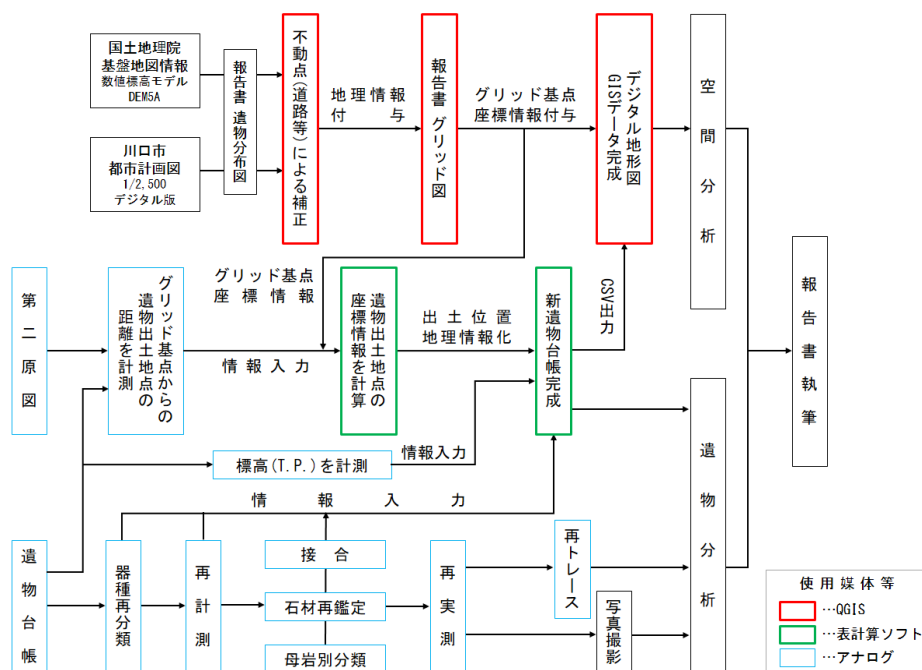 国土地理院
基盤地図情報
数値標高モデル
DEM5A
川口市
都市計画図
1/2,500
デジタル版
報告書 遺物分布図
不動点(道路等)による補正
地理情報
付与
報告書 グリッド図
グリッド基点
座標情報付与
デジタル地形図
GISデータ完成
空間分析
第二原図
グリッド基点からの
遺物出土地点の
距離を計測
グリッド基点
座標情報
情報入力
遺物出土地点の
座標情報を計算
出土位置
地理情報化
新遺物台帳完成
CSV出力
報告書執筆
標高(T.P.)を計測
情報入力
情報入力
遺物台帳
器種再分類
再計測
接合
石材再鑑定
母岩別分類
再実測
再トレース
写真撮影
遺物分析
使用媒体等
…QGIS
…表計算ソフト
…アナログ